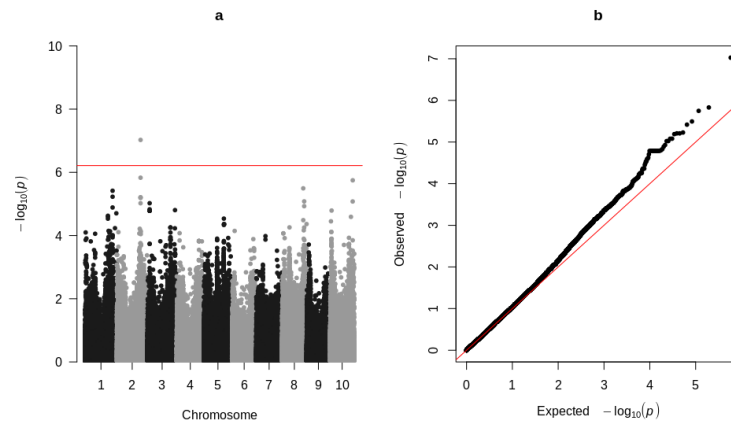 a
10
8
6
4
2
0
− log10(p)
1 2 3 4 5 6 7 8 9 10
Chromosome
b
7
6
5
4
3
2
1
0
Observed − log10(p)
0 1 2 3 4 5
Expected − log10(p)